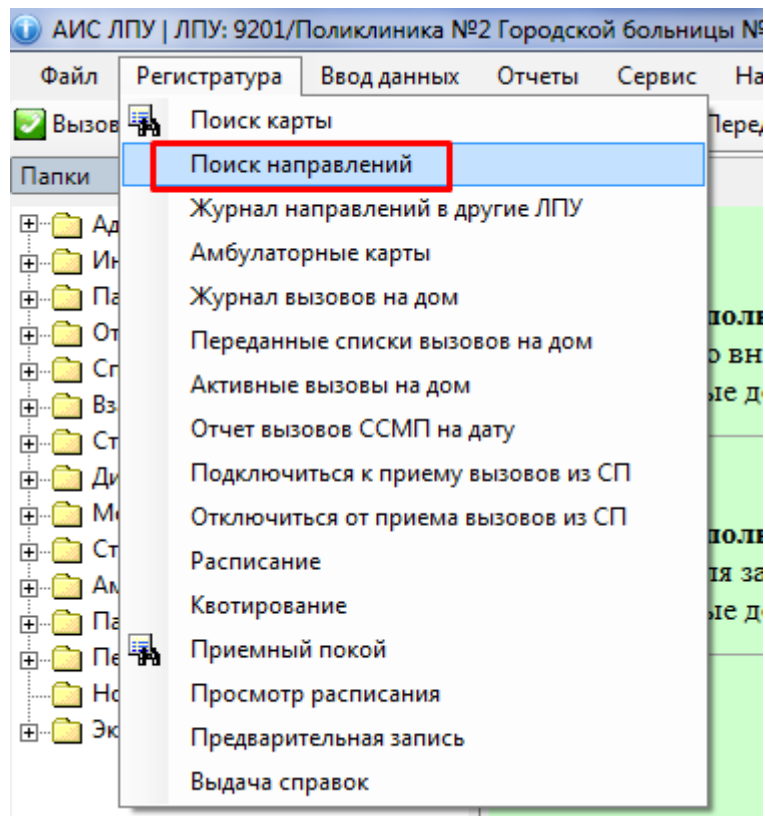 АИС ЛПУ | ЛПУ: 9201/Поликлиника №2 Городской больницы №
Файл Регистратура Ввод данных Отчеты Сервис
Папки
Поиск карты
Поиск направлений
Журнал направлений в другие ЛПУ
Амбулаторные карты
Журнал вызовов на дом
Переданные списки вызовов на дом
Активные вызовы на дом
Отчет вызовов ССМП на дату
Подключиться к приему вызовов из СП
Отключиться от приема вызовов из СП
Расписание
Квотирование
Приемный покой
Просмотр расписания
Предварительная запись
Выдача справок